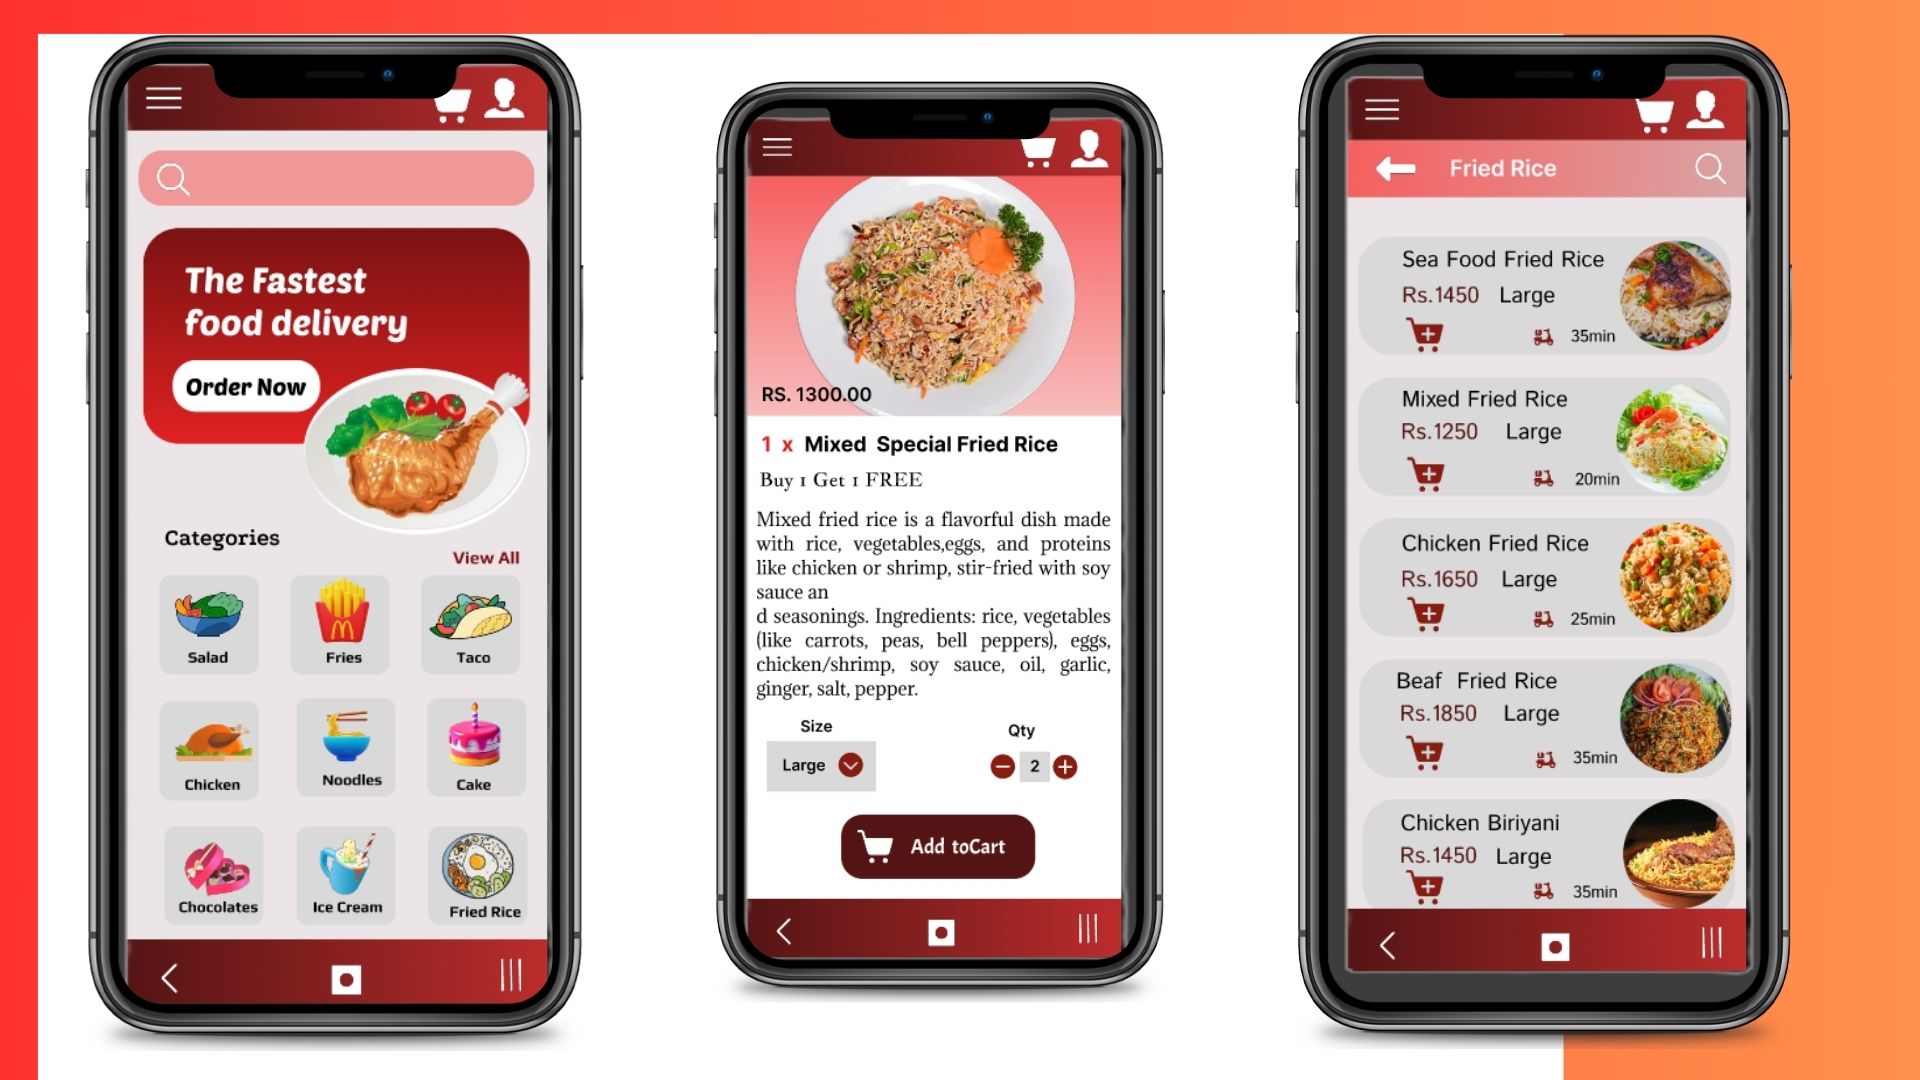 The Fastest
food delivery
Order Now
Categories
View All
Salad
Fries
Taco
Chicken
Noodles
Cake
Chocolates
Ice Cream
Fried Rice
RS. 1300.00
1 x Mixed Special Fried Rice
Buy 1 Get 1 FREE
Mixed fried rice is a flavorful dish made
with rice, vegetables,eggs, and proteins
like chicken or shrimp, stir-fried with soy
sauce an
d seasonings. Ingredients: rice, vegetables
(like carrots, peas, bell peppers), eggs,
chicken/shrimp, soy sauce, oil, garlic,
ginger, salt, pepper.
Size
Qty
Large
2
Add toCart
Fried Rice
Sea Food Fried Rice
Rs.1450 Large
35min
Mixed Fried Rice
Rs.1250 Large
20min
Chicken Fried Rice
Rs.1650 Large
25min
Beaf Fried Rice
Rs.1850 Large
35min
Chicken Biriyani
Rs.1450 Large
35min